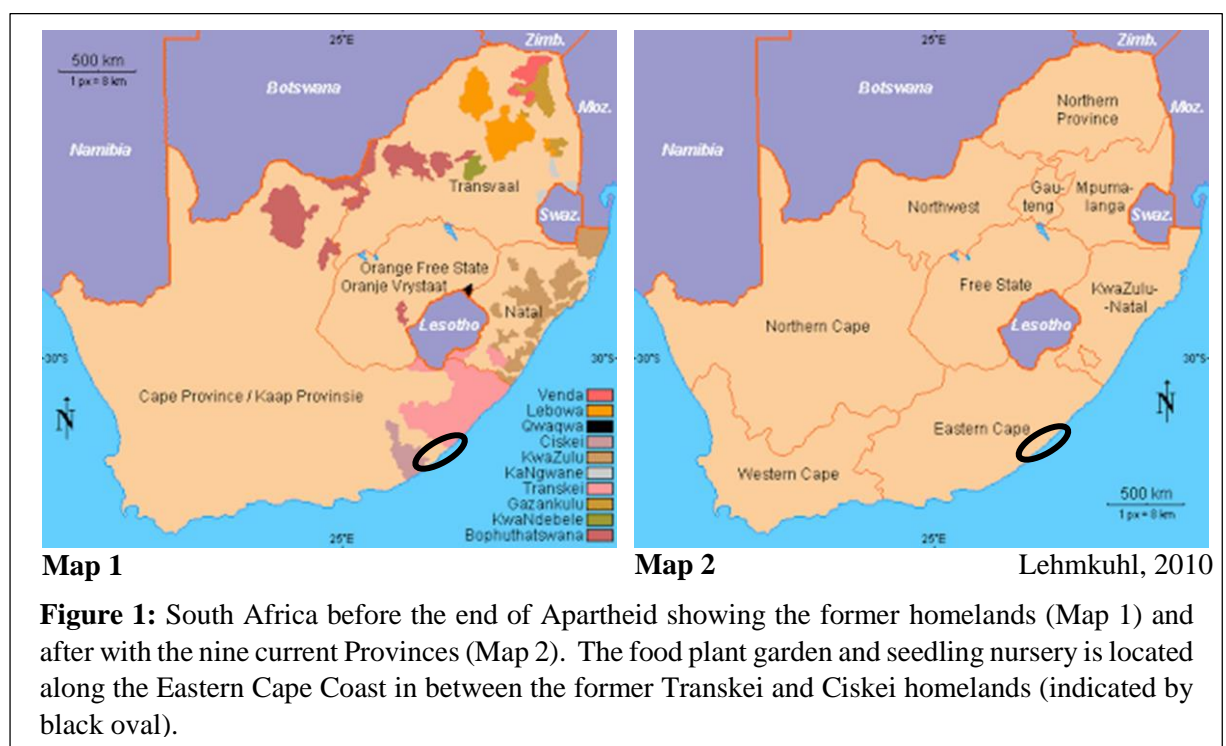 25°E
Zimb.
500 km
1 px = 8 km
Botswana
Moz.
Namibia
Transvaal
Swaz.
Orange Free State
Oranje Vrystaat
Natal
Lesotho
30°S
30°S
Cape Province / Kaap Provinsie
N
Venda
Lebowa
Qwaqwa
Ciskei
KwaZulu
KaNgwane
Transkei
Gazankulu
KwaNdebele
Bophuthatswana
25°E
Map 1
25°E
Zimb.
Botswana
Northern
Province
Moz.
Namibia
Gau-
teng
Mpuma-
langa
Northwest
Swaz.
Free State
KwaZulu-
-Natal
Northern Cape
Lesotho
30°S
30°S
N
Eastern Cape
Western Cape
500 km
1 px = 8 km
25°E
Map 2
Lehmkuhl, 2010
Figure 1: South Africa before the end of Apartheid showing the former homelands (Map 1) and
after with the nine current Provinces (Map 2). The food plant garden and seedling nursery is located
along the Eastern Cape Coast in between the former Transkei and Ciskei homelands (indicated by
black oval).